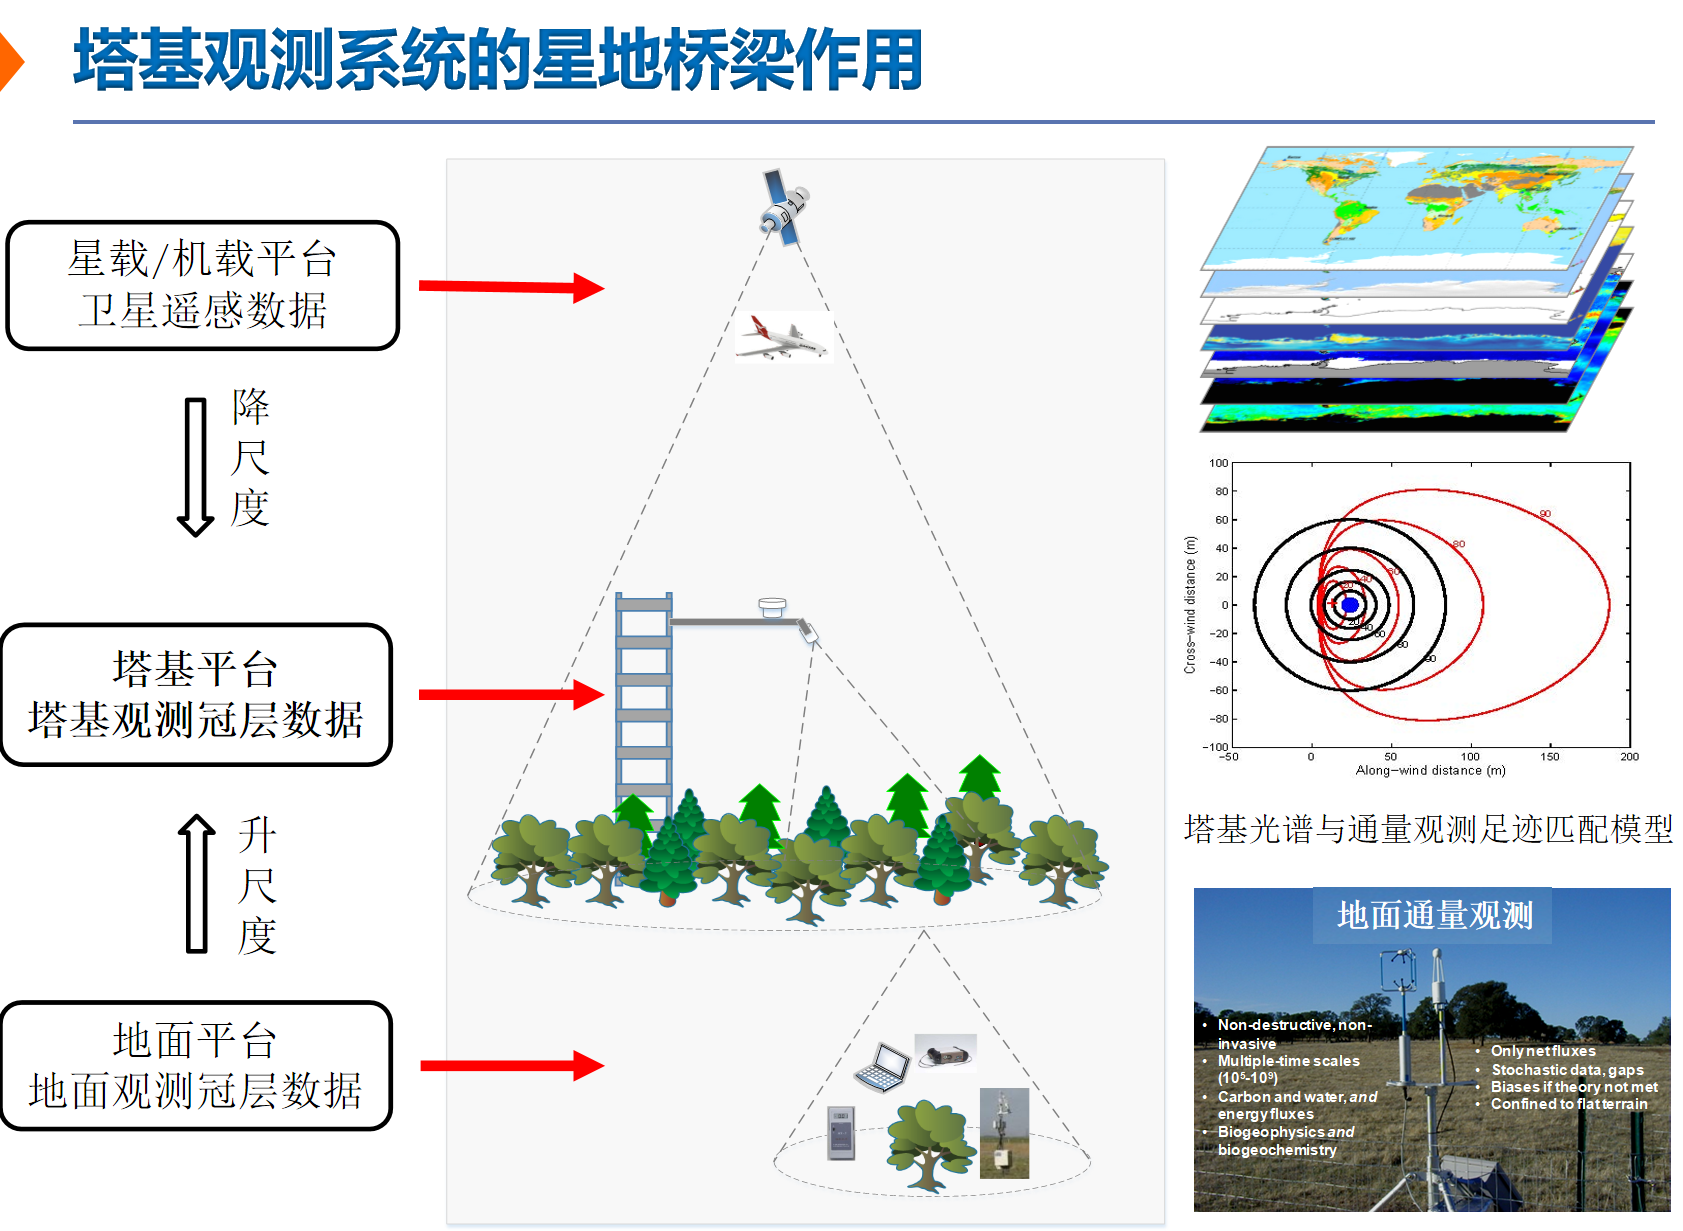 塔基观测系统的星地桥梁作用
星载/机载平台
卫星遥感数据
降
尺
度
塔基平台
塔基观测冠层数据
升
尺
度
地面平台
地面观测冠层数据
100
80
60
40
20
0
−20
−40
−60
−80
−100
−50
0
50
100
150
200
Cross−wind distance (m)
Along−wind distance (m)
90
80
20
40
60
80
90
塔基光谱与通量观测足迹匹配模型
地面通量观测
• Non-destructive, non-
invasive
• Multiple-time scales
(10⁵-10⁹)
• Carbon and water, and
energy fluxes
• Biogeophysics and
biogeochemistry
• Only net fluxes
• Stochastic data, gaps
• Biases if theory not met
• Confined to flat terrain